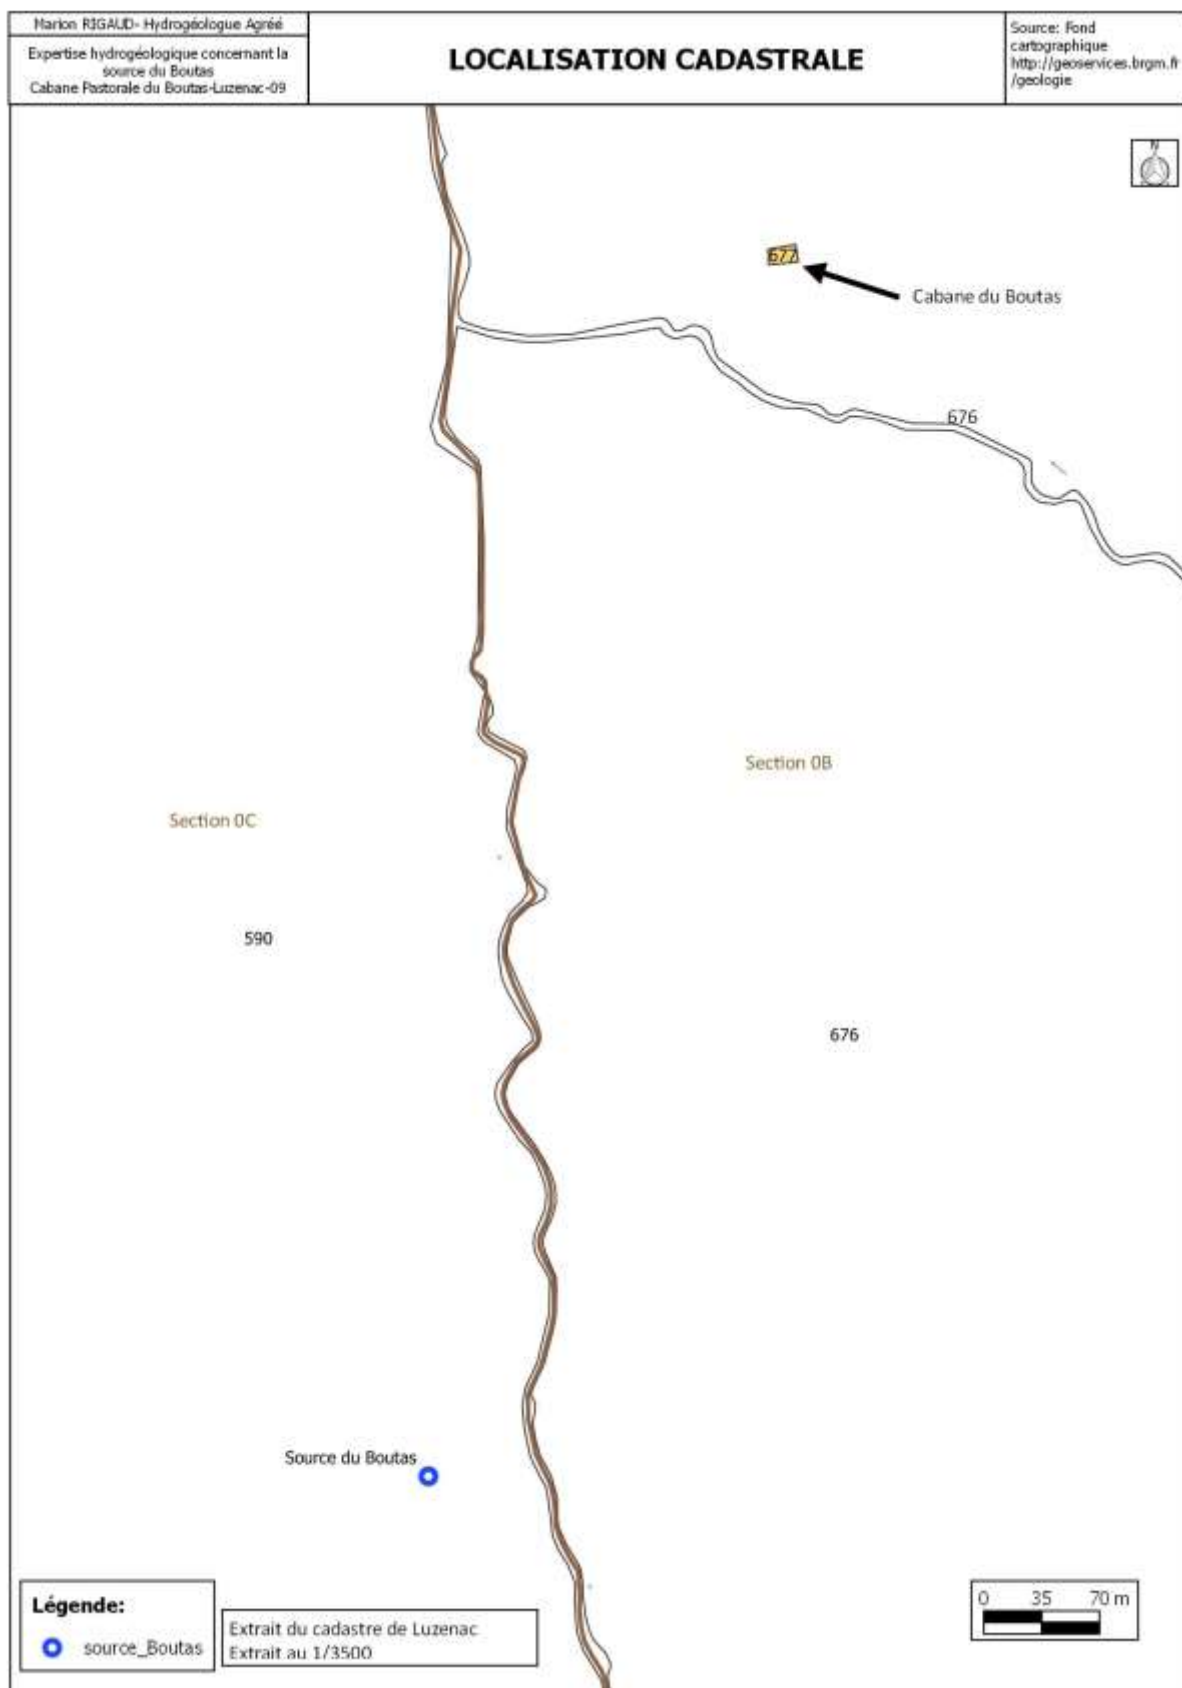 Marion RIGAUD- Hydrogéologue Agréé
Expertise hydrogéologique concernant la
source du Boutas
Cabane Pastorale du Boutas-Luzenac-09
LOCALISATION CADASTRALE
Source: Fond
cartographique
http://geoservices.brgm.fr
/geologie
N
677
Cabane du Boutas
676
Section 0B
Section 0C
590
676
Source du Boutas
Légende:
source_Boutas
Extrait du cadastre de Luzenac
Extrait au 1/3500
0 35 70 m